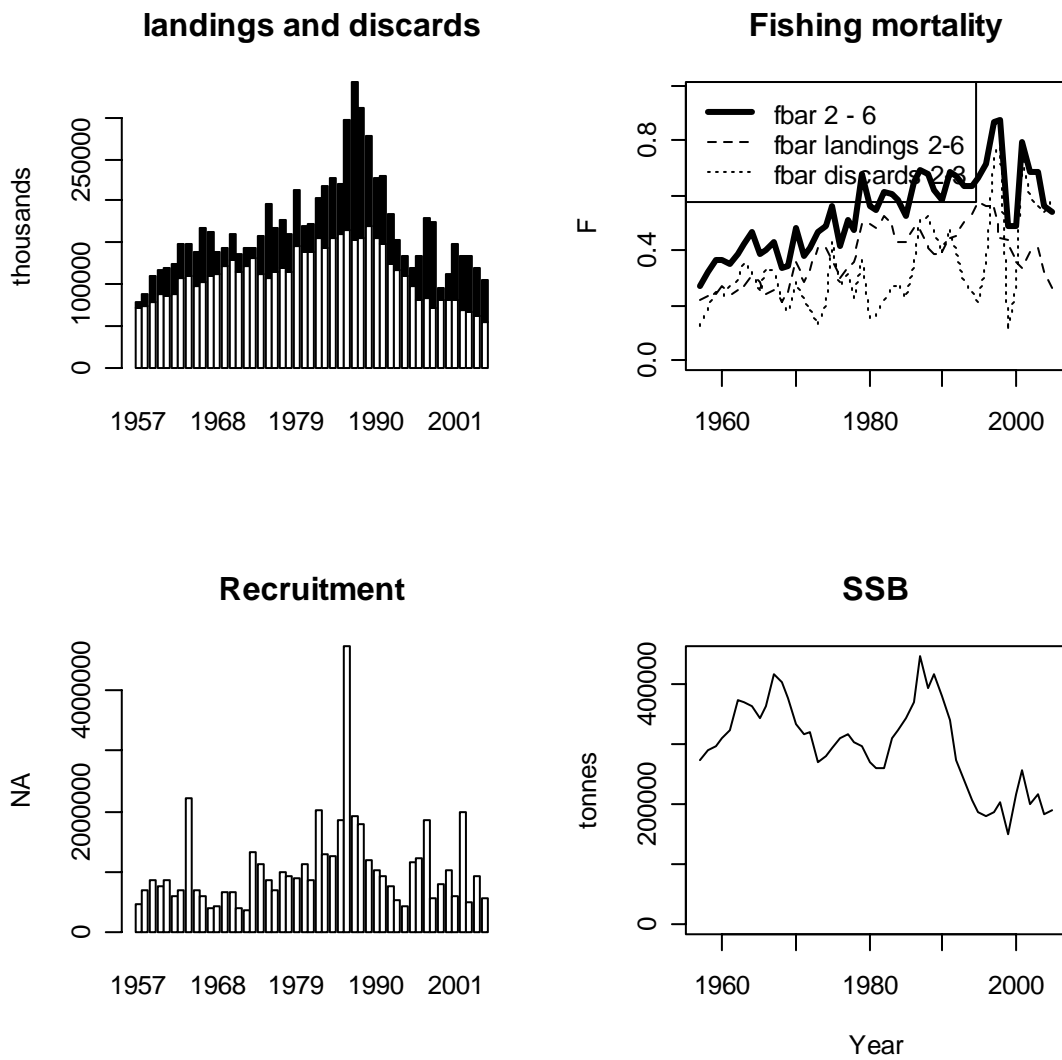 landings and discards
thousands
0
100000
250000
1957 1968 1979 1990 2001
Fishing mortality
F
0.0
0.4
0.8
fbar 2 - 6
fbar landings 2-6
fbar discards 2-3
1960 1980 2000
Recruitment
NA
0
2000000
4000000
1957 1968 1979 1990 2001
SSB
tonnes
0
200000
400000
1960 1980 2000
Year